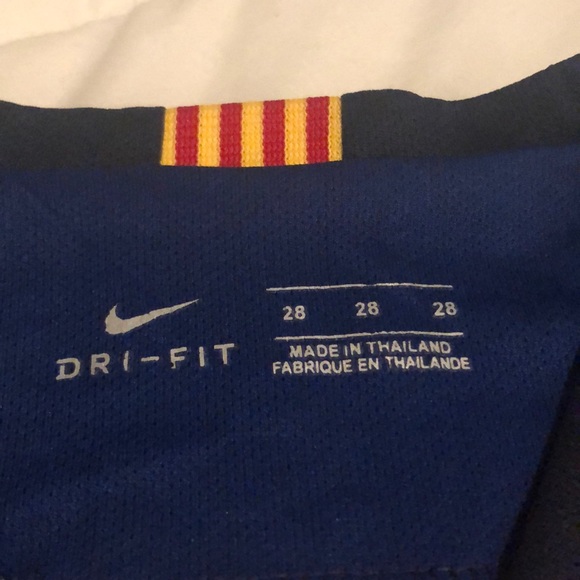 28 28 28
DRI-FIT
MADE IN THAILAND
FABRIQUE EN THAILANDE